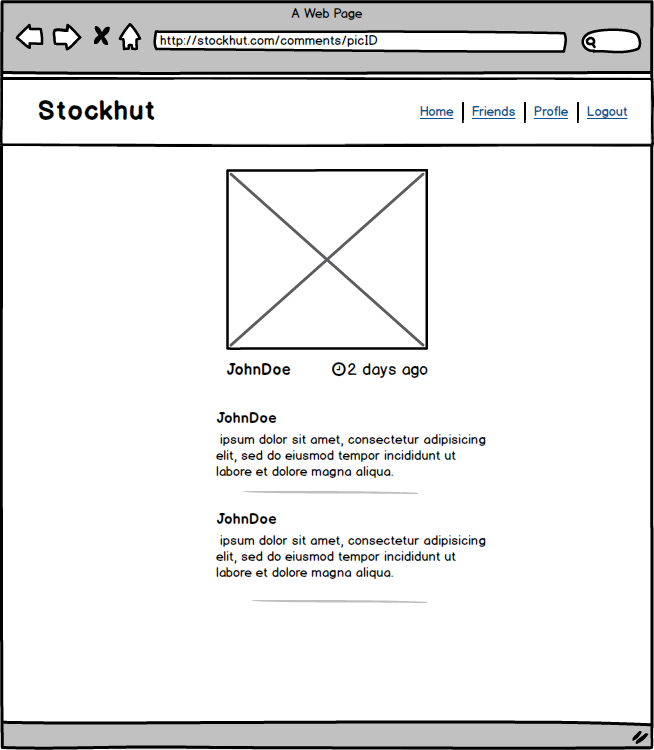 A Web Page
http://stockhut.com/comments/picID
Stockhut
Home
Friends
Profle
Logout
JohnDoe
2 days ago
JohnDoe
ipsum dolor sit amet, consectetur adipisicing
elit, sed do eiusmod tempor incididunt ut
labore et dolore magna aliqua.
JohnDoe
ipsum dolor sit amet, consectetur adipisicing
elit, sed do eiusmod tempor incididunt ut
labore et dolore magna aliqua.